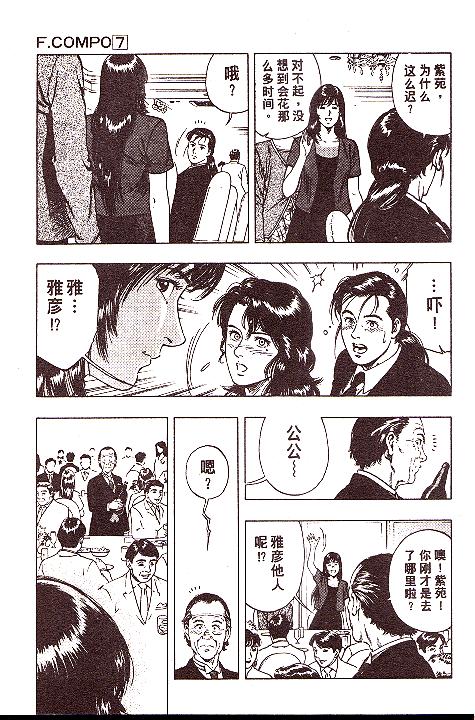 F.COMPO 7
紫苑，
为什么
这么迟？
对不起，没
想到会花那
么多时间。
哦？
…吓！
雅…
雅彦!?
公公～
噢！紫苑！
你刚才是去
了哪里啦？
雅彦他人
呢!?
嗯？